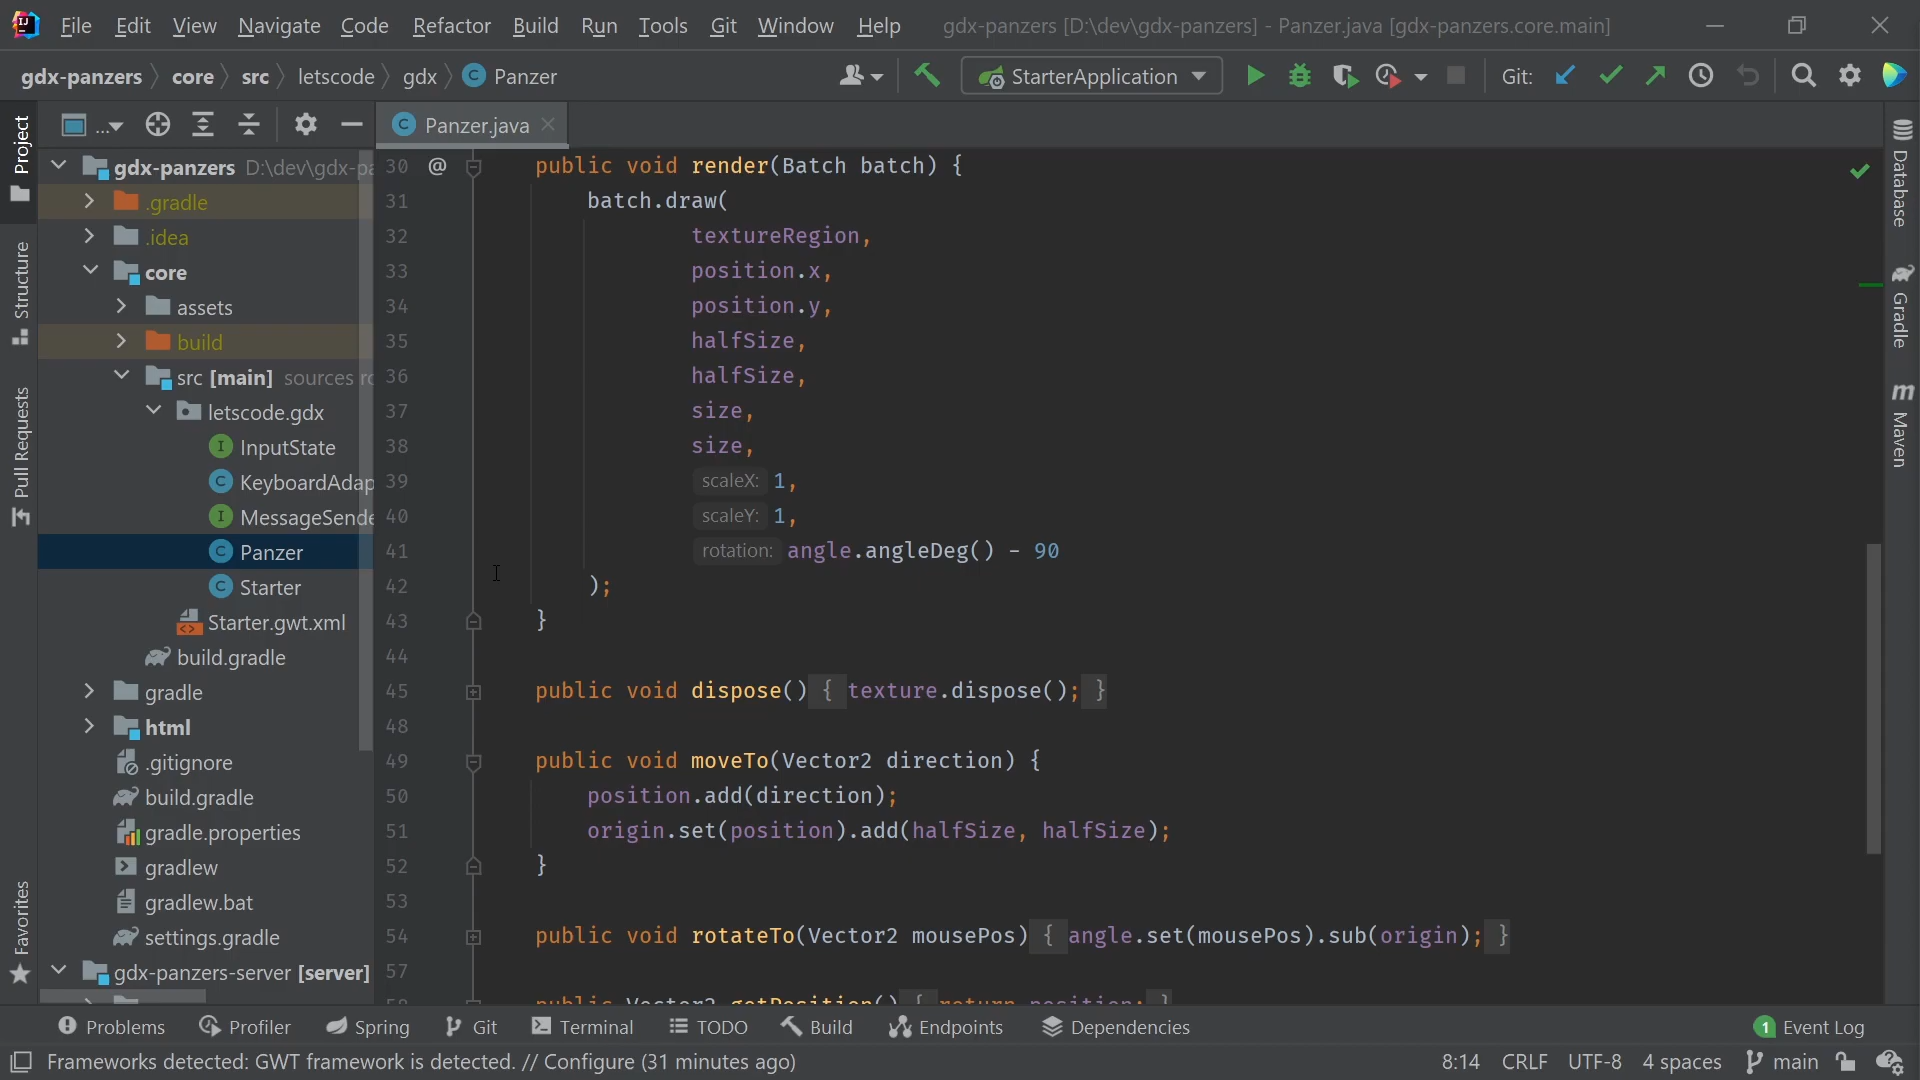 File Edit View Navigate Code Refactor Build Run Tools Git Window Help gdx-panzers [D:\dev\gdx-panzers] - Panzer.java [gdx-panzers.core.main]
gdx-panzers core src letscode gdx Panzer StarterApplication Git:
... Panzer.java
Project
Structure
Pull Requests
Favorites
gdx-panzers D:\dev\gdx-pa
.gradle
.idea
core
assets
build
src [main] sources ro
letscode.gdx
InputState
KeyboardAdap
MessageSende
Panzer
Starter
Starter.gwt.xml
build.gradle
gradle
html
.gitignore
build.gradle
gradle.properties
gradlew
gradlew.bat
settings.gradle
gdx-panzers-server [server]
30 @ public void render(Batch batch) {
31 batch.draw(
32 textureRegion,
33 position.x,
34 position.y,
35 halfSize,
36 halfSize,
37 size,
38 size,
39 scaleX: 1,
40 scaleY: 1,
41 rotation: angle.angleDeg() - 90
42 );
43 }
44
45 public void dispose() { texture.dispose(); }
48
49 public void moveTo(Vector2 direction) {
50 position.add(direction);
51 origin.set(position).add(halfSize, halfSize);
52 }
53
54 public void rotateTo(Vector2 mousePos) { angle.set(mousePos).sub(origin); }
57
58 public Vector2 getPosition() { return position; }
Database
Gradle
Maven
Problems Profiler Spring Git Terminal TODO Build Endpoints Dependencies 1 Event Log
Frameworks detected: GWT framework is detected. // Configure (31 minutes ago) 8:14 CRLF UTF-8 4 spaces main